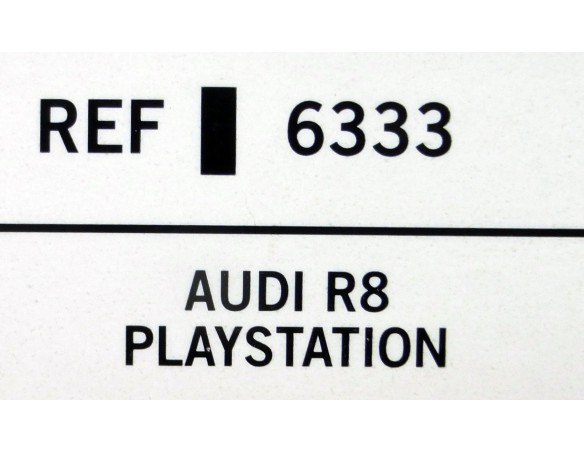 REF 6333
AUDI R8
PLAYSTATION